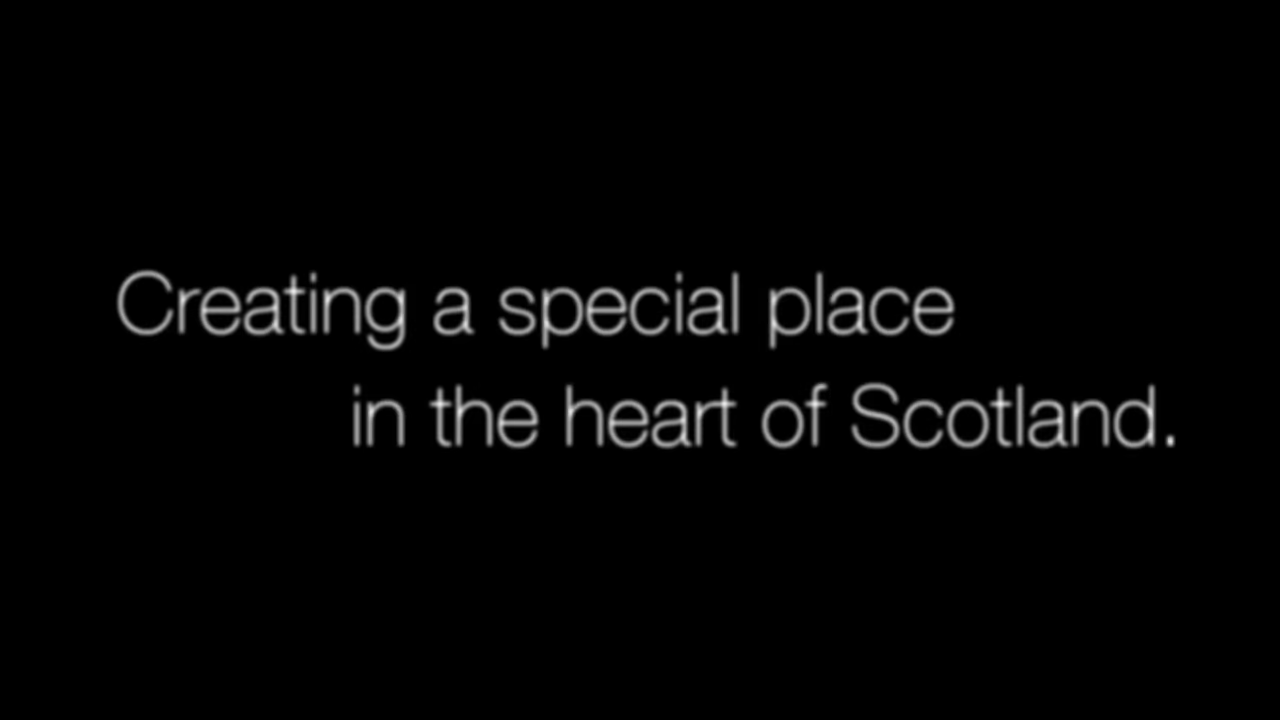 Creating a special place
in the heart of Scotland.